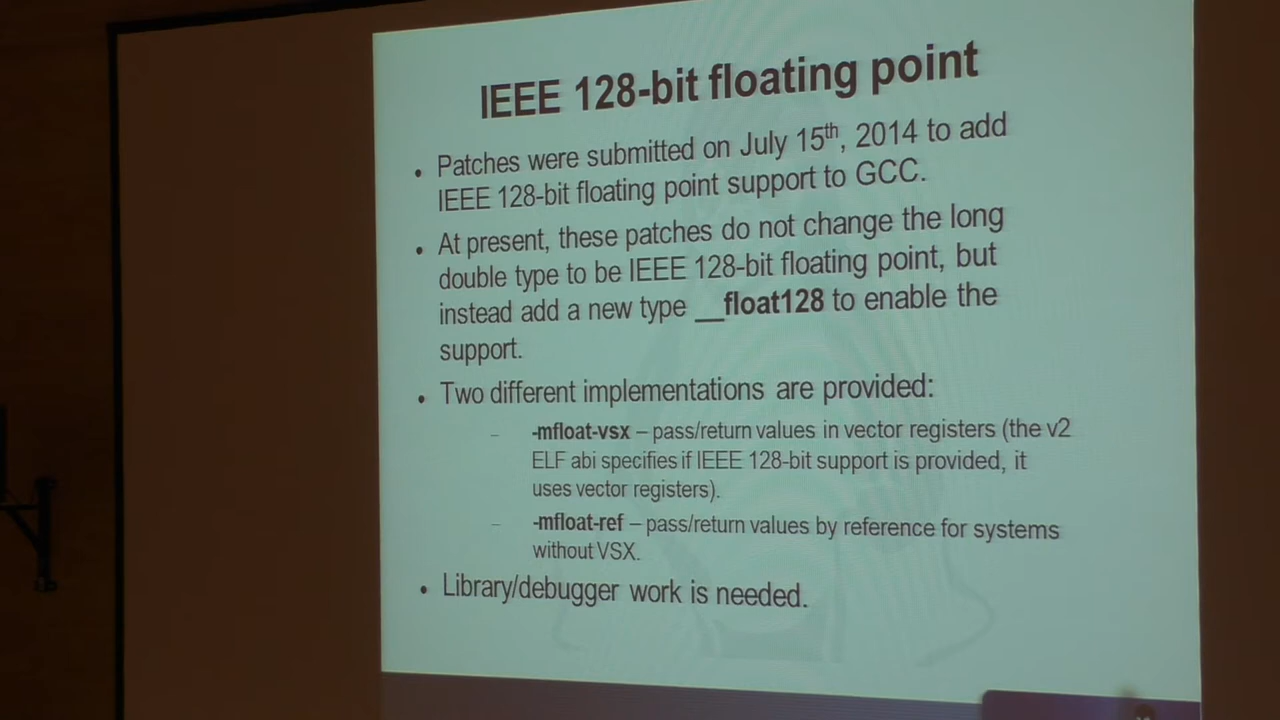 IEEE 128-bit floating point
• Patches were submitted on July 15th, 2014 to add
IEEE 128-bit floating point support to GCC.
• At present, these patches do not change the long
double type to be IEEE 128-bit floating point, but
instead add a new type __float128 to enable the
support.
• Two different implementations are provided:
– -mfloat-vsx – pass/return values in vector registers (the v2
ELF abi specifies if IEEE 128-bit support is provided, it
uses vector registers).
– -mfloat-ref – pass/return values by reference for systems
without VSX.
• Library/debugger work is needed.